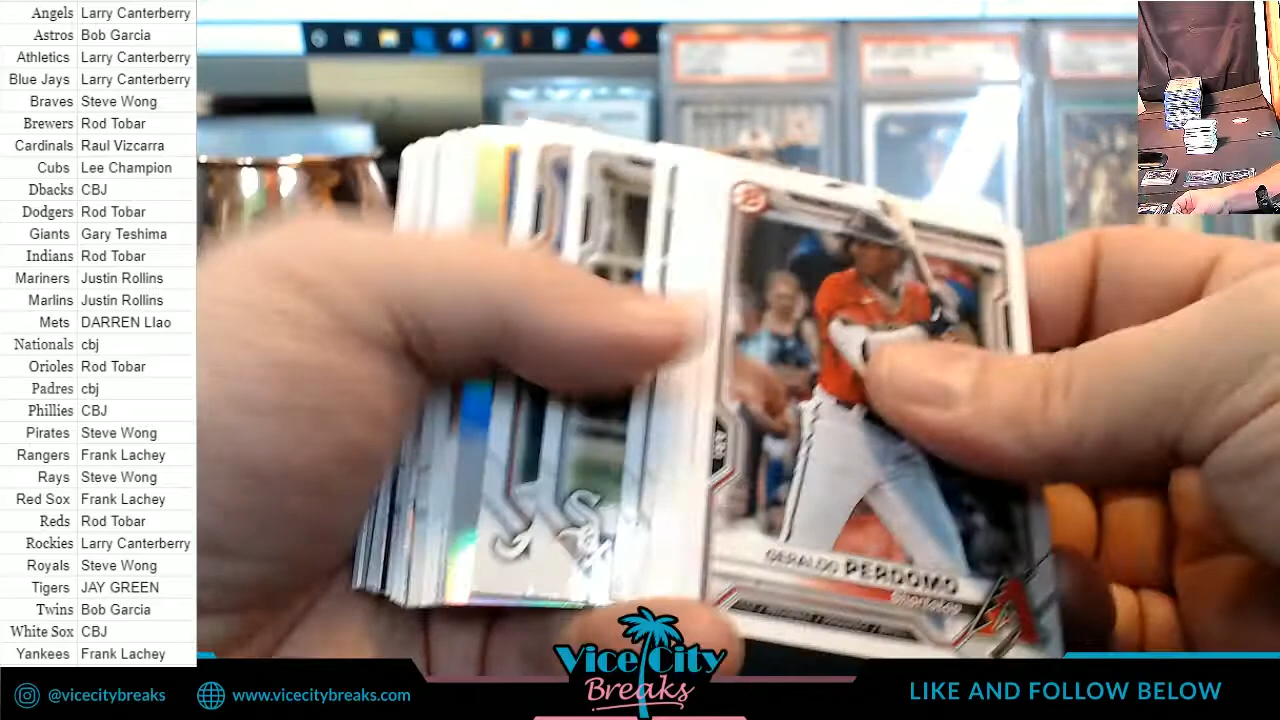 Angels Larry Canterberry
Astros Bob Garcia
Athletics Larry Canterberry
Blue Jays Larry Canterberry
Braves Steve Wong
Brewers Rod Tobar
Cardinals Raul Vizcarra
Cubs Lee Champion
Dbacks CBJ
Dodgers Rod Tobar
Giants Gary Teshima
Indians Rod Tobar
Mariners Justin Rollins
Marlins Justin Rollins
Mets DARREN Llao
Nationals cbj
Orioles Rod Tobar
Padres cbj
Phillies CBJ
Pirates Steve Wong
Rangers Frank Lachey
Rays Steve Wong
Red Sox Frank Lachey
Reds Rod Tobar
Rockies Larry Canterberry
Royals Steve Wong
Tigers JAY GREEN
Twins Bob Garcia
White Sox CBJ
Yankees Frank Lachey
GERALDO PERDOMO
Vice City
Breaks
@vicecitybreaks
www.vicecitybreaks.com
LIKE AND FOLLOW BELOW